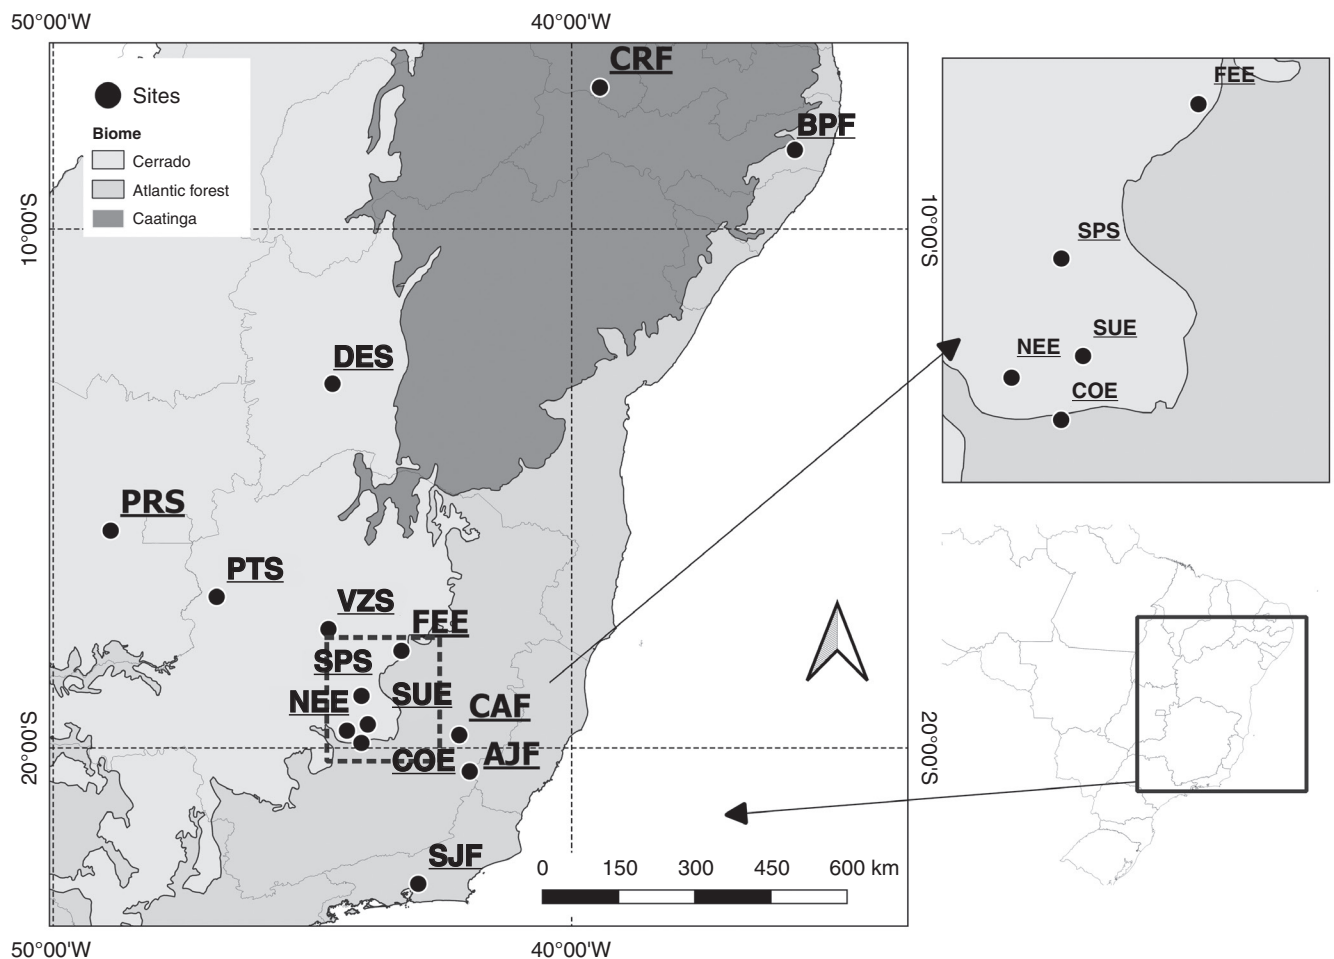 50°00'W
40°00'W
CRF
Sites
BPF
Biome
Cerrado
Atlantic forest
Caatinga
10°00'S
DES
PRS
PTS
VZS
FEE
SPS
NEE
SUE
CAF
COE
AJF
20°00'S
SJF
0 150 300 450 600 km
50°00'W
40°00'W
FEE
10°00'S
SPS
SUE
NEE
COE
20°00'S